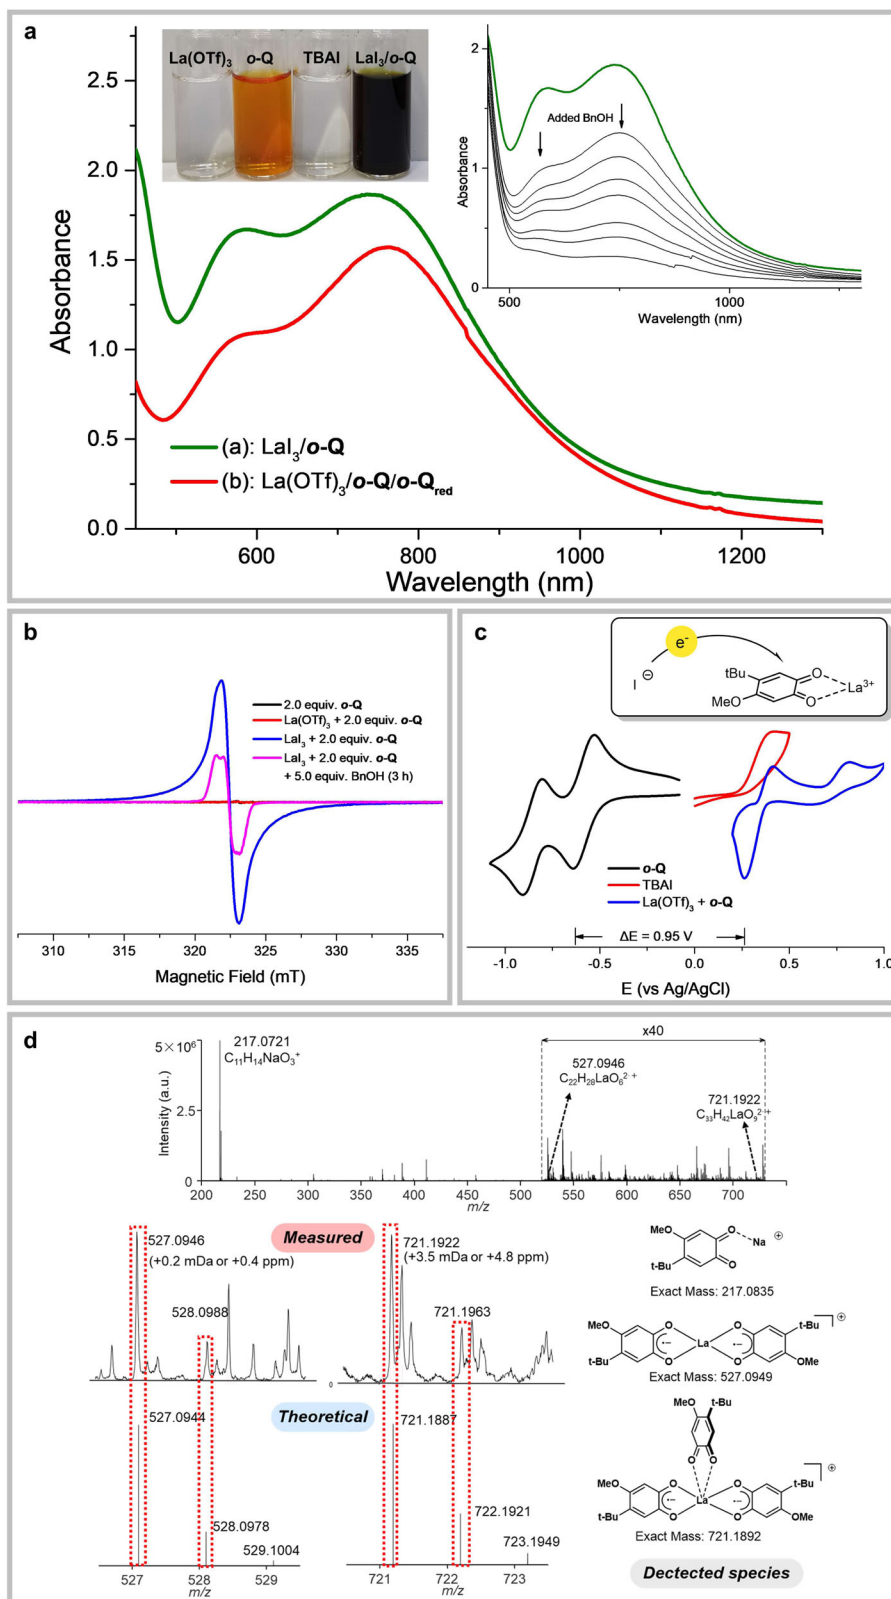 a
La(OTf)3 o-Q TBAI LaI3/o-Q
2.5
2.0
1.5
1.0
0.5
0.0
Absorbance
600 800 1000 1200
Wavelength (nm)
(a): LaI3/o-Q
(b): La(OTf)3/o-Q/o-Qred
2
1
0
Absorbance
Added BnOH
500 1000
Wavelength (nm)
b
2.0 equiv. o-Q
La(OTf)3 + 2.0 equiv. o-Q
LaI3 + 2.0 equiv. o-Q
LaI3 + 2.0 equiv. o-Q
+ 5.0 equiv. BnOH (3 h)
310 315 320 325 330 335
Magnetic Field (mT)
c
e-
I ⊖
tBu
MeO
O
O
La3+
o-Q
TBAI
La(OTf)3 + o-Q
ΔE = 0.95 V
-1.0 -0.5 0.0 0.5 1.0
E (vs Ag/AgCl)
d
x40
5×10^6
2.5
0
Intensity (a.u.)
217.0721
C11H14NaO3+
527.0946
C22H28LaO6 2·+
721.1922
C33H42LaO9 2·+
200 250 300 350 400 450 500 550 600 650 700
m/z
Measured
527.0946
(+0.2 mDa or +0.4 ppm)
528.0988
721.1922
(+3.5 mDa or +4.8 ppm)
721.1963
0
Theoretical
527.0944
528.0978
529.1004
527 528 529
m/z
721.1887
722.1921
723.1949
721 722 723
m/z
MeO
t-Bu
O
O
Na
⊕
Exact Mass: 217.0835
MeO
t-Bu
O
O
La
O
O
t-Bu
OMe
⊕
Exact Mass: 527.0949
MeO
t-Bu
O O
MeO
t-Bu
O
O
La
O
O
t-Bu
OMe
⊕
Exact Mass: 721.1892
Dectected species